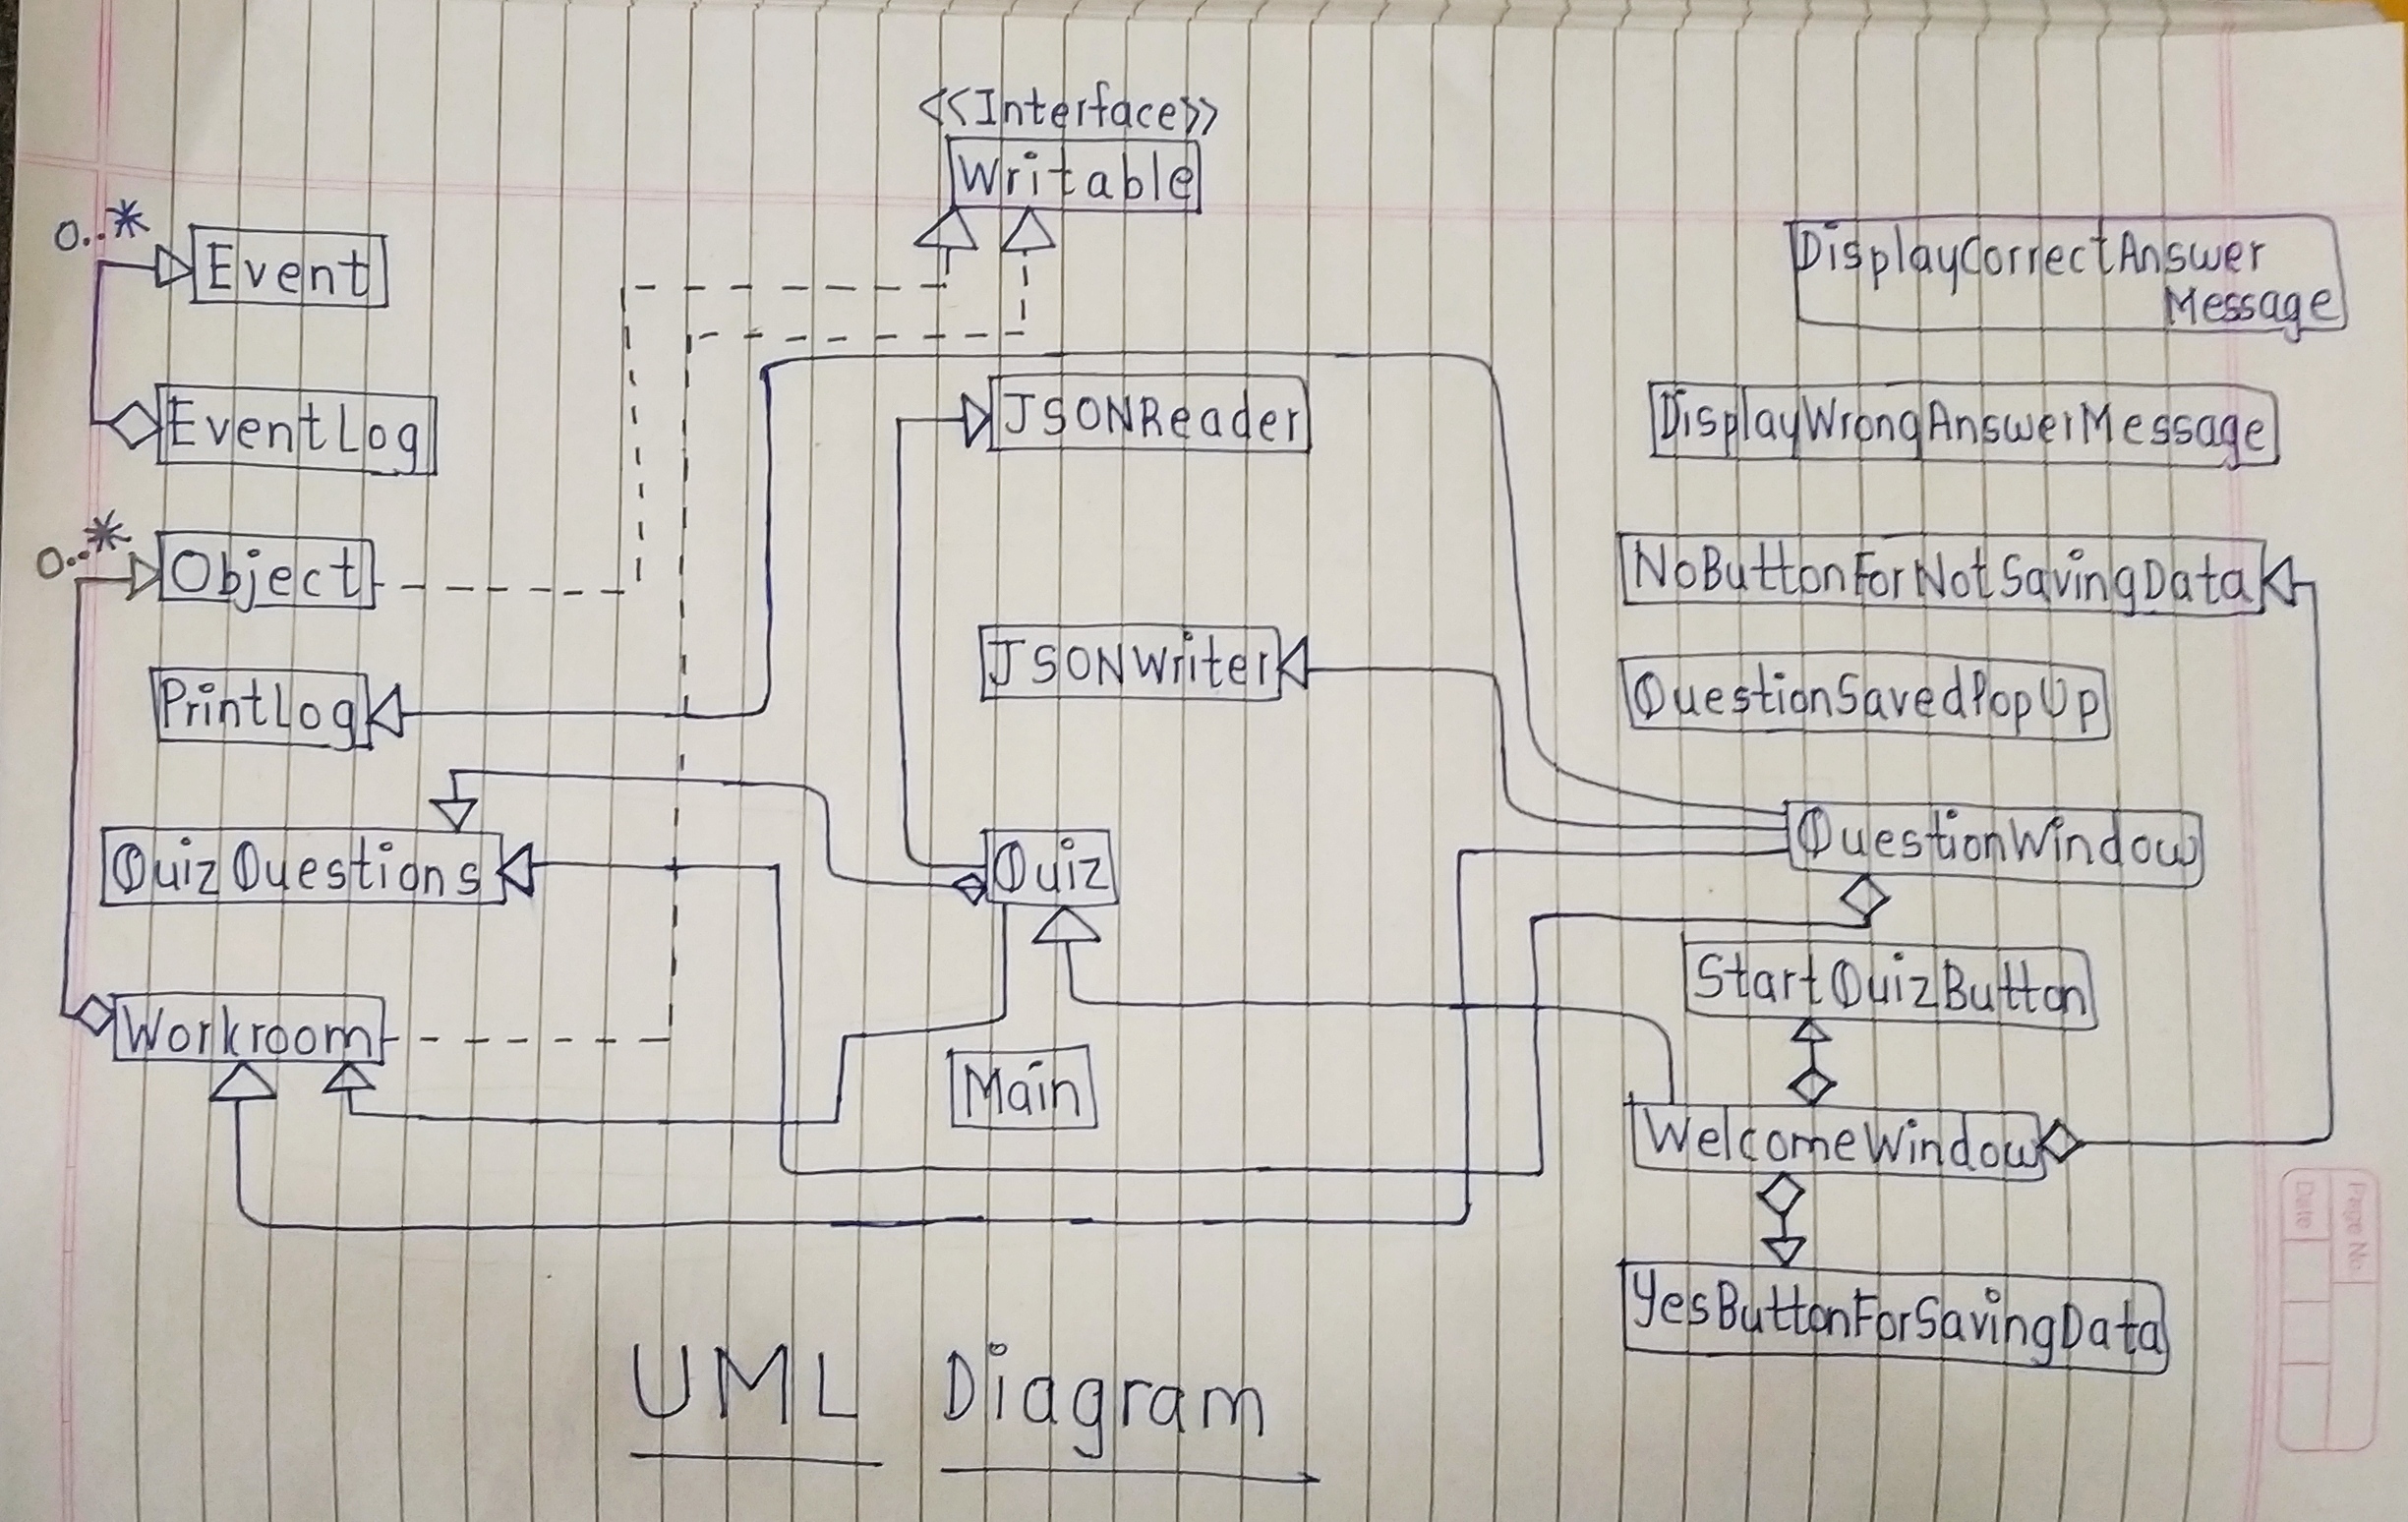 <<Interface>>
Writable
0..*
Event
DisplayCorrectAnswer
Message
EventLog
JSONReader
DisplayWrongAnswerMessage
0..*
Object
NoButtonForNotSavingData
PrintLog
JSONWriter
QuestionSavedPopUp
QuizQuestions
Quiz
QuestionWindow
StartQuizButton
Workroom
Main
WelcomeWindow
YesButtonForSavingData
UML Diagram
Page No.
Date